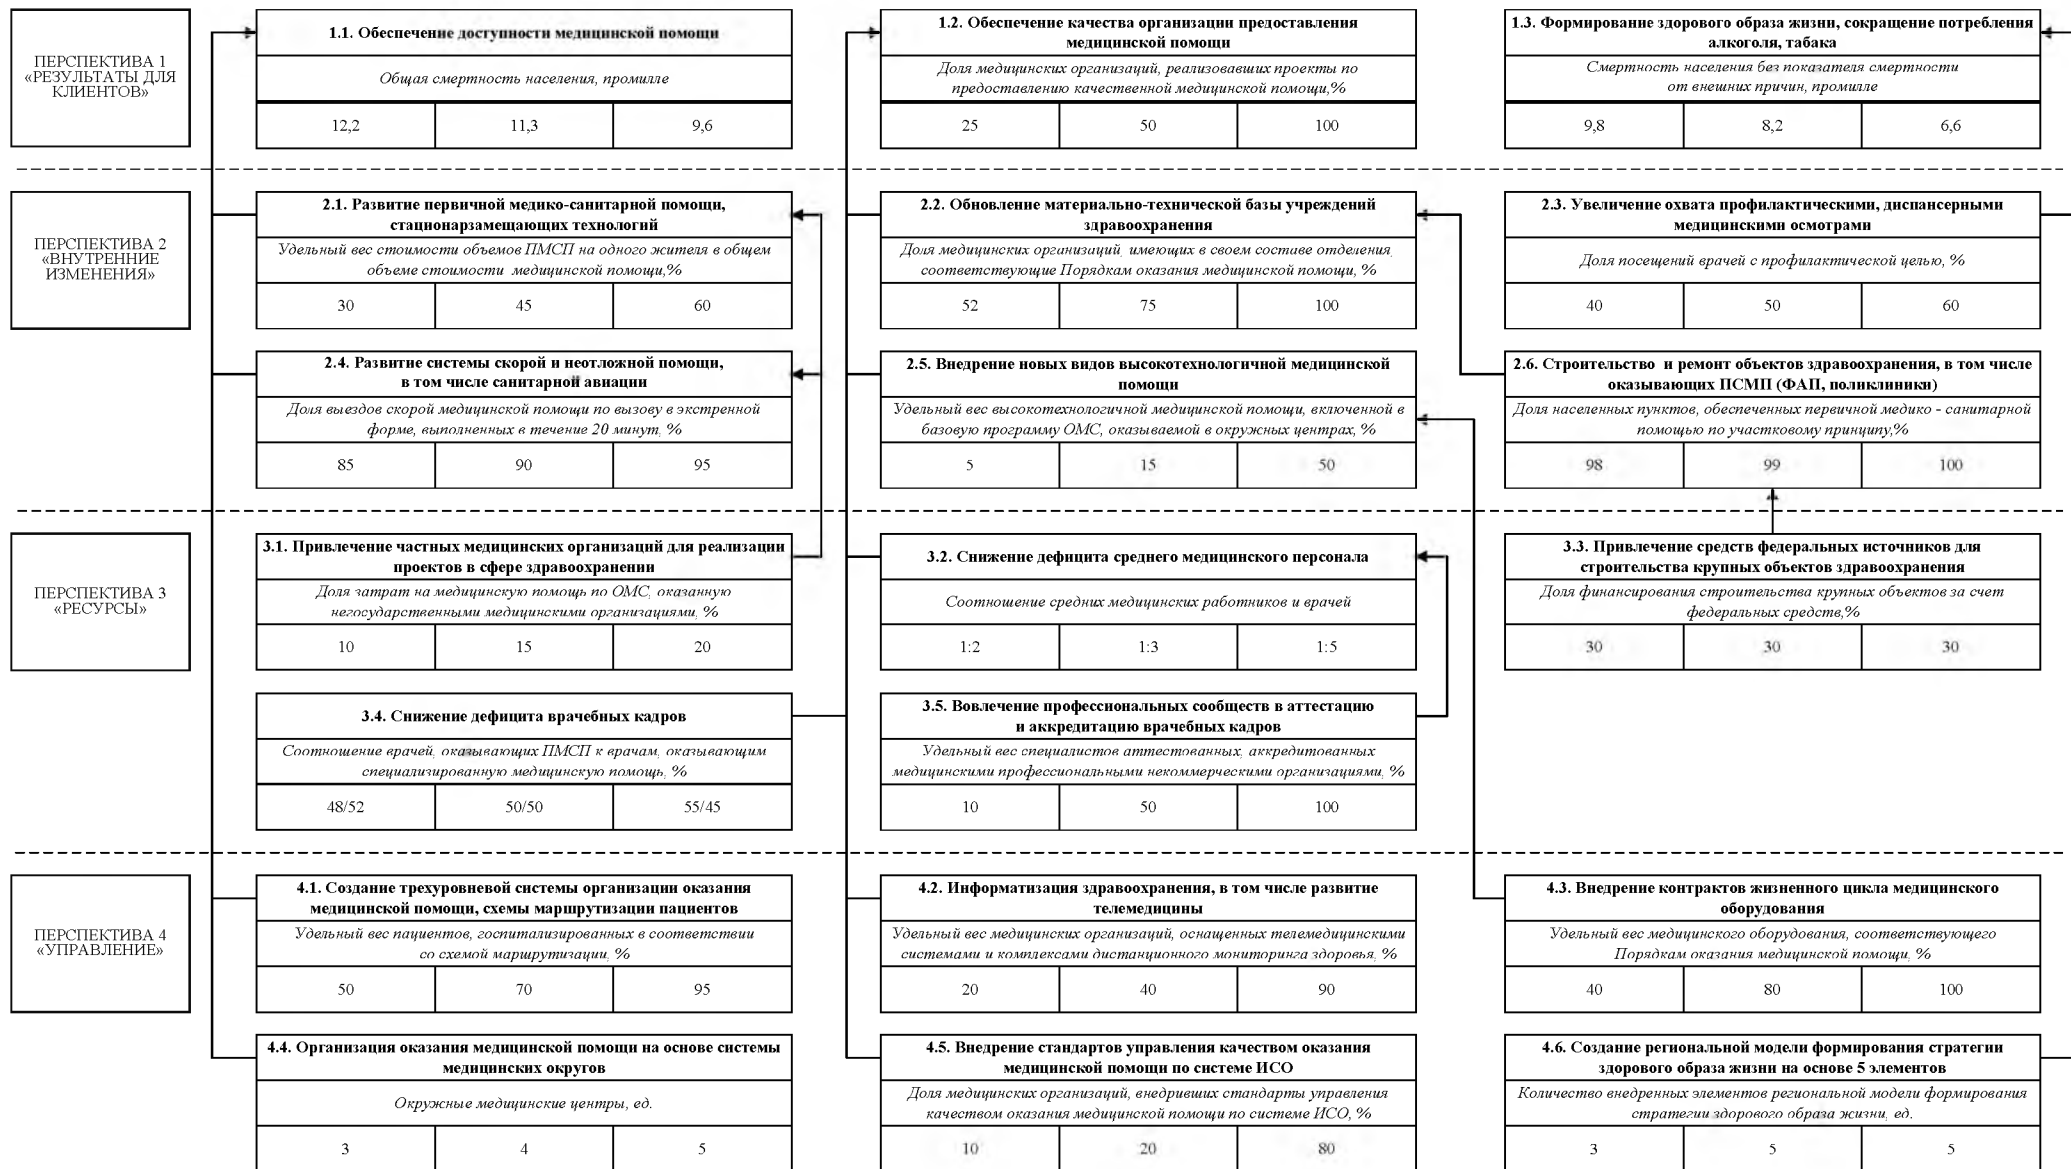 ПЕРСПЕКТИВА 1
«РЕЗУЛЬТАТЫ ДЛЯ
КЛИЕНТОВ»
1.1. Обеспечение доступности медицинской помощи
Общая смертность населения, промилле
12,2
11,3
9,6
1.2. Обеспечение качества организации предоставления
медицинской помощи
Доля медицинских организаций, реализовавших проекты по
предоставлению качественной медицинской помощи,%
25
50
100
1.3. Формирование здорового образа жизни, сокращение потребления
алкоголя, табака
Смертность населения без показателя смертности
от внешних причин, промилле
9,8
8,2
6,6
ПЕРСПЕКТИВА 2
«ВНУТРЕННИЕ
ИЗМЕНЕНИЯ»
2.1. Развитие первичной медико-санитарной помощи,
стационарзамещающих технологий
Удельный вес стоимости объемов ПМСП на одного жителя в общем
объеме стоимости медицинской помощи,%
30
45
60
2.2. Обновление материально-технической базы учреждений
здравоохранения
Доля медицинских организаций, имеющих в своем составе отделения,
соответствующие Порядкам оказания медицинской помощи, %
52
75
100
2.3. Увеличение охвата профилактическими, диспансерными
медицинскими осмотрами
Доля посещений врачей с профилактической целью, %
40
50
60
2.4. Развитие системы скорой и неотложной помощи,
в том числе санитарной авиации
Доля выездов скорой медицинской помощи по вызову в экстренной
форме, выполненных в течение 20 минут, %
85
90
95
2.5. Внедрение новых видов высокотехнологичной медицинской
помощи
Удельный вес высокотехнологичной медицинской помощи, включенной в
базовую программу ОМС, оказываемой в окружных центрах, %
5
15
50
2.6. Строительство и ремонт объектов здравоохранения, в том числе
оказывающих ПСМП (ФАП, поликлиники)
Доля населенных пунктов, обеспеченных первичной медико - санитарной
помощью по участковому принципу,%
98
99
100
ПЕРСПЕКТИВА 3
«РЕСУРСЫ»
3.1. Привлечение частных медицинских организаций для реализации
проектов в сфере здравоохранении
Доля затрат на медицинскую помощь по ОМС, оказанную
негосударственными медицинскими организациями, %
10
15
20
3.2. Снижение дефицита среднего медицинского персонала
Соотношение средних медицинских работников и врачей
1:2
1:3
1:5
3.3. Привлечение средств федеральных источников для
строительства крупных объектов здравоохранения
Доля финансирования строительства крупных объектов за счет
федеральных средств,%
30
30
30
3.4. Снижение дефицита врачебных кадров
Соотношение врачей, оказывающих ПМСП к врачам, оказывающим
специализированную медицинскую помощь, %
48/52
50/50
55/45
3.5. Вовлечение профессиональных сообществ в аттестацию
и аккредитацию врачебных кадров
Удельный вес специалистов аттестованных, аккредитованных
медицинскими профессиональными некоммерческими организациями, %
10
50
100
ПЕРСПЕКТИВА 4
«УПРАВЛЕНИЕ»
4.1. Создание трехуровневой системы организации оказания
медицинской помощи, схемы маршрутизации пациентов
Удельный вес пациентов, госпитализированных в соответствии
со схемой маршрутизации, %
50
70
95
4.2. Информатизация здравоохранения, в том числе развитие
телемедицины
Удельный вес медицинских организаций, оснащенных телемедицинскими
системами и комплексами дистанционного мониторинга здоровья, %
20
40
90
4.3. Внедрение контрактов жизненного цикла медицинского
оборудования
Удельный вес медицинского оборудования, соответствующего
Порядкам оказания медицинской помощи, %
40
80
100
4.4. Организация оказания медицинской помощи на основе системы
медицинских округов
Окружные медицинские центры, ед.
3
4
5
4.5. Внедрение стандартов управления качеством оказания
медицинской помощи по системе ИСО
Доля медицинских организаций, внедривших стандарты управления
качеством оказания медицинской помощи по системе ИСО, %
10
20
80
4.6. Создание региональной модели формирования стратегии
здорового образа жизни на основе 5 элементов
Количество внедренных элементов региональной модели формирования
стратегии здорового образа жизни, ед.
3
5
5